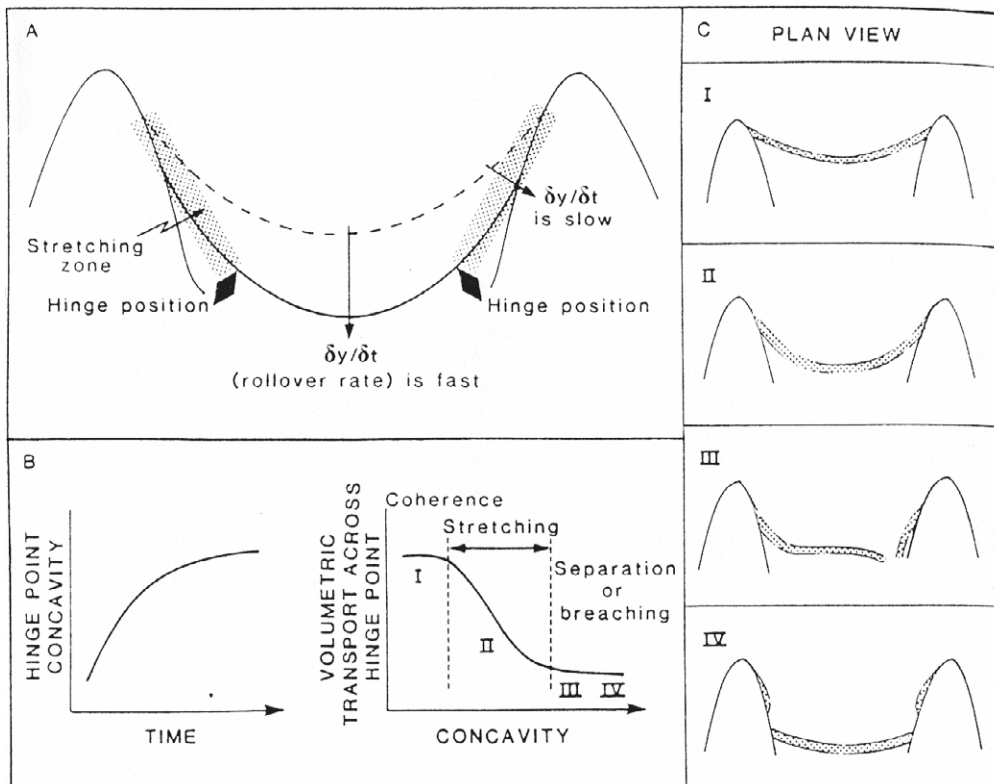 A
Stretching
zone
Hinge position
δy/δt
is slow
Hinge position
δy/δt
(rollover rate) is fast
B
HINGE POINT
CONCAVITY
TIME
VOLUMETRIC
TRANSPORT ACROSS
HINGE POINT
Coherence
Stretching
Separation
or
breaching
I
II
III IV
CONCAVITY
C
PLAN VIEW
I
II
III
IV